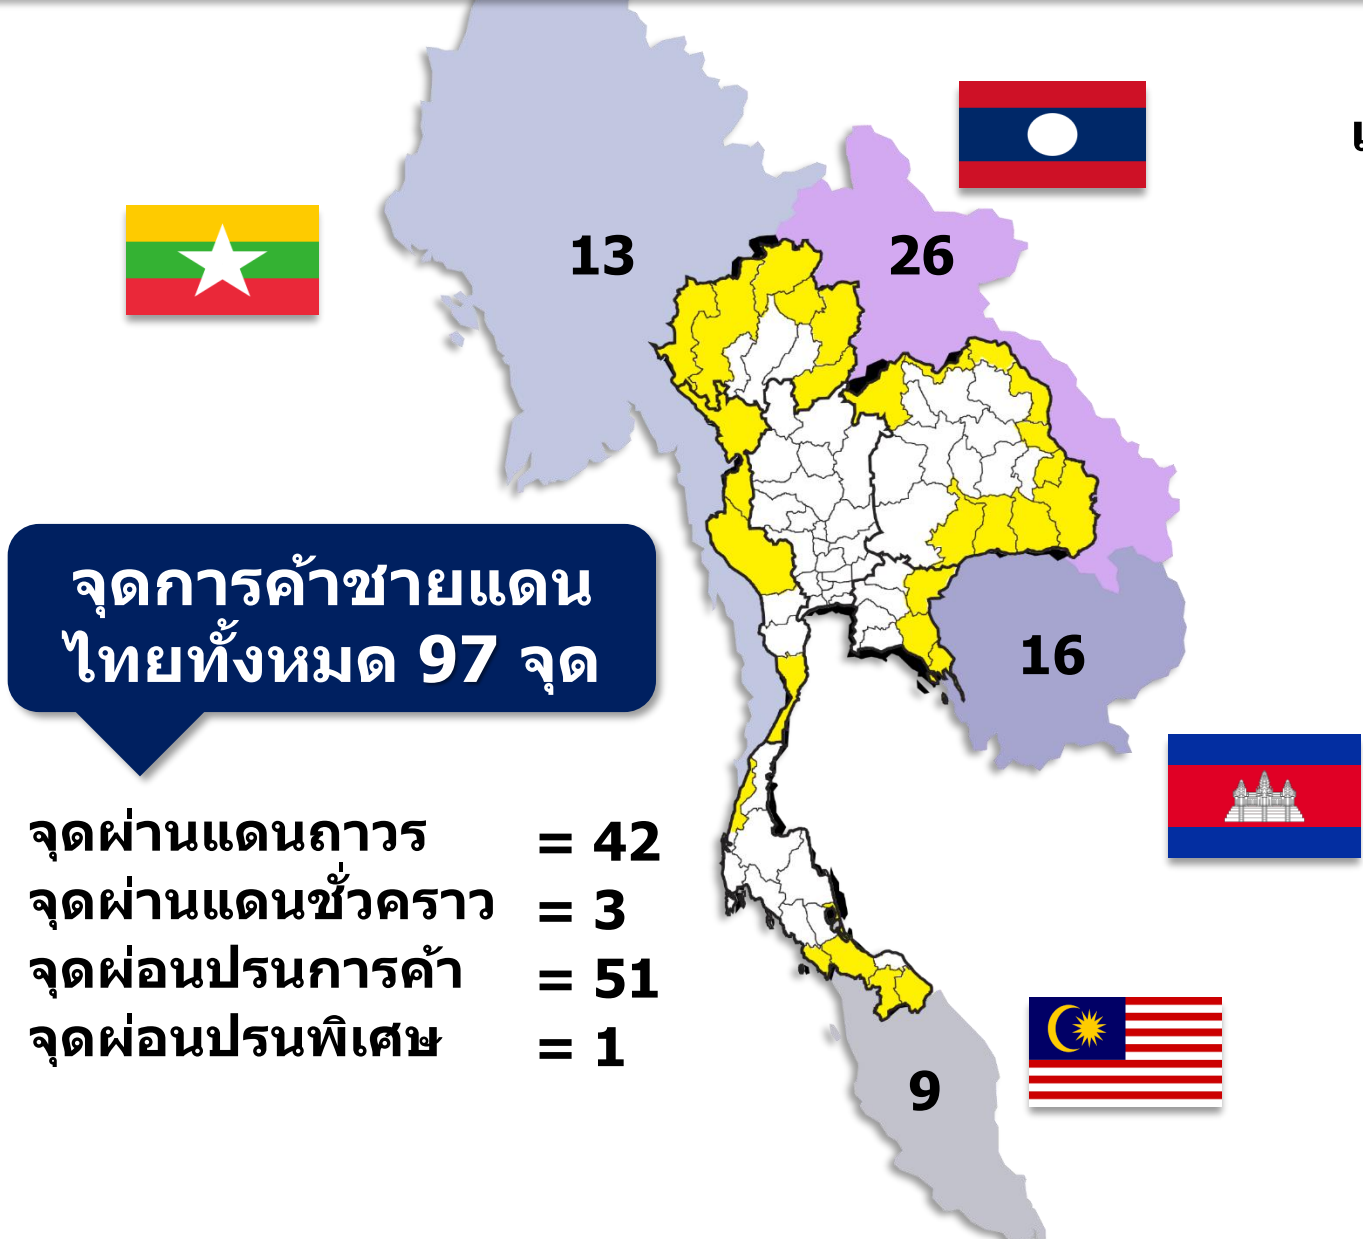 13
26
จุดการค้าชายแดน
ไทยทั้งหมด 97 จุด
16
จุดผ่านแดนถาวร = 42
จุดผ่านแดนชั่วคราว = 3
จุดผ่อนปรนการค้า = 51
จุดผ่อนปรนพิเศษ = 1
9